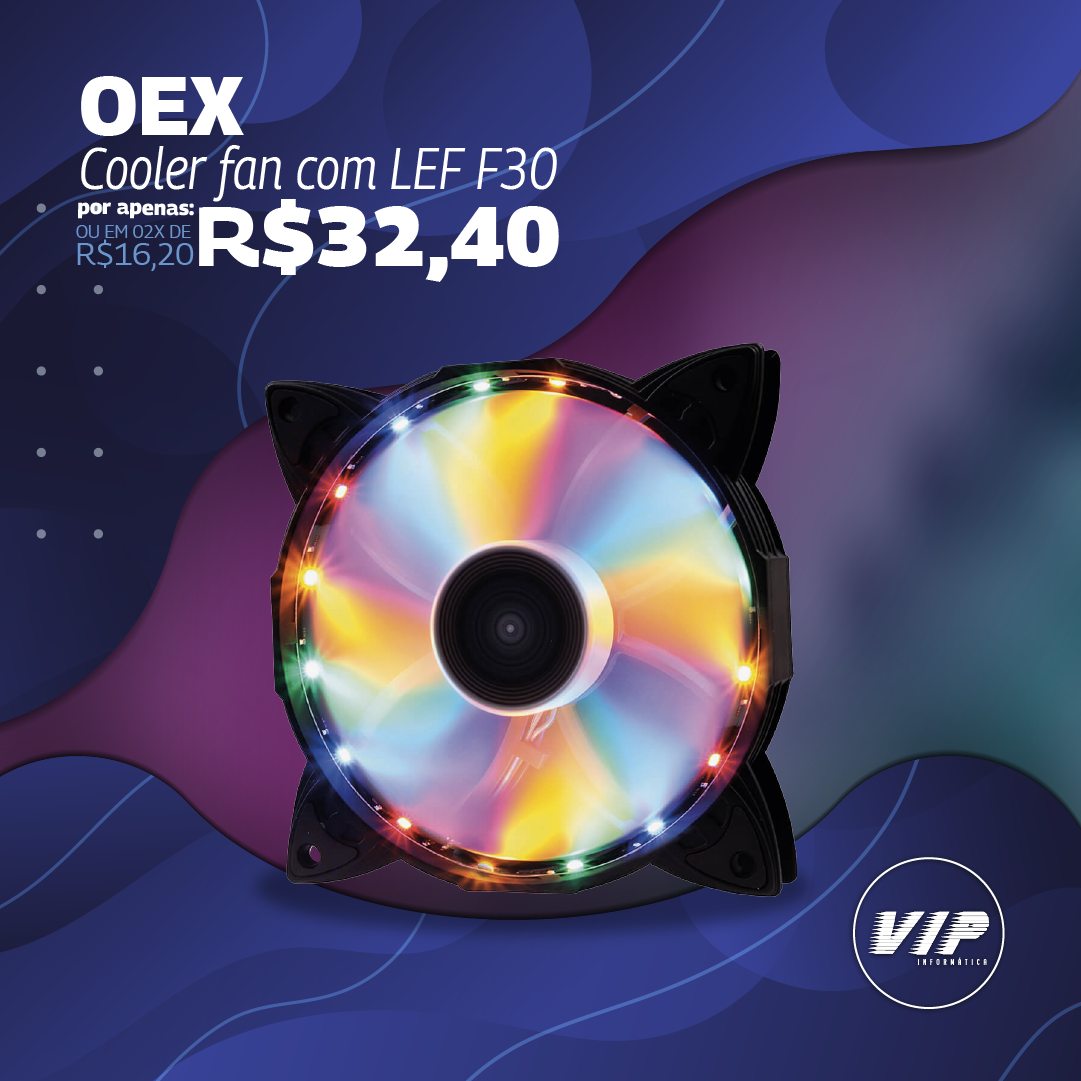 OEX
Cooler fan com LEF F30
por apenas:
OU EM 02X DE
R$16,20
R$32,40
VIP
INFORMÁTICA